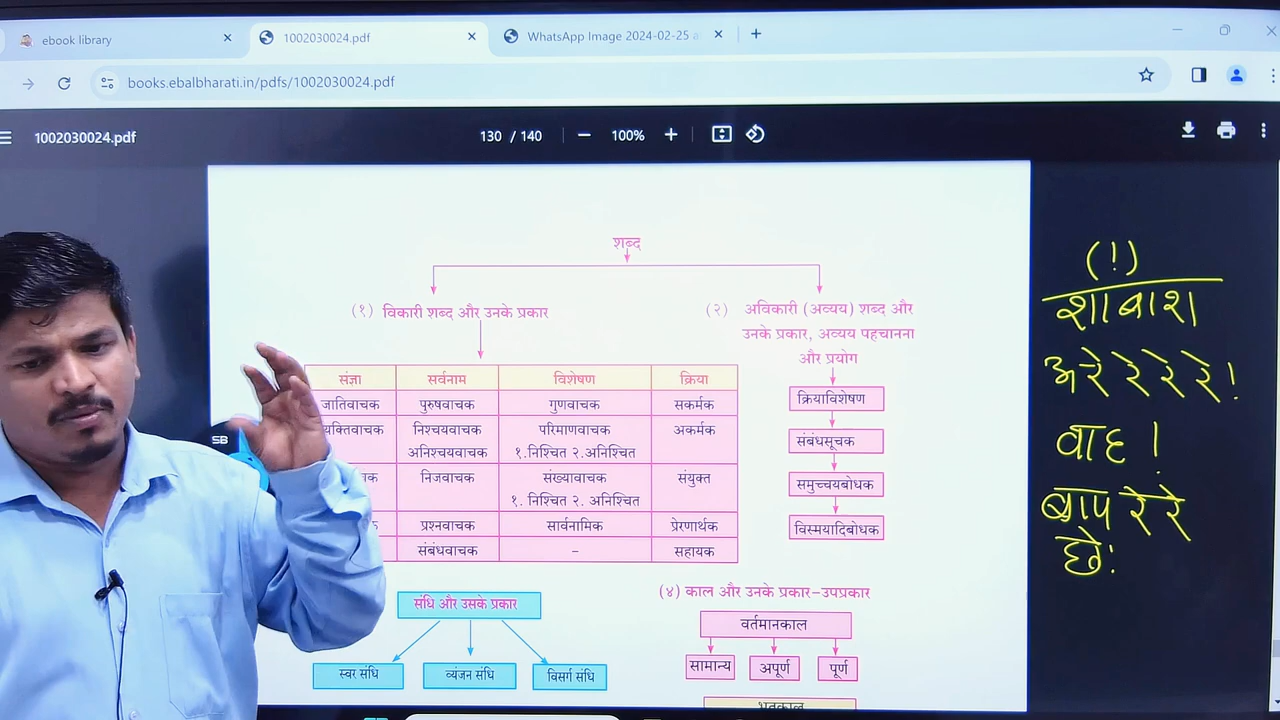 ebook library
1002030024.pdf
WhatsApp Image 2024-02-25
books.ebalbharati.in/pdfs/1002030024.pdf
1002030024.pdf
130 / 140
100%
शब्द
(१) विकारी शब्द और उनके प्रकार
(२) अविकारी (अव्यय) शब्द और
उनके प्रकार, अव्यय पहचानना
और प्रयोग
संज्ञा सर्वनाम विशेषण क्रिया
जातिवाचक पुरुषवाचक गुणवाचक सकर्मक
निश्चयवाचक परिमाणवाचक अकर्मक
अनिश्चयवाचक १.निश्चित २.अनिश्चित
निजवाचक संख्यावाचक संयुक्त
१. निश्चित २. अनिश्चित
प्रश्नवाचक सार्वनामिक प्रेरणार्थक
संबंधवाचक – सहायक
क्रियाविशेषण
संबंधसूचक
समुच्चयबोधक
विस्मयादिबोधक
संधि और उसके प्रकार
स्वर संधि व्यंजन संधि विसर्ग संधि
(४) काल और उनके प्रकार-उपप्रकार
वर्तमानकाल
सामान्य अपूर्ण पूर्ण
भूतकाल
(!)
शाबाश
अरे रे रे रे!
वाह !
बाप रे रे
छे:
SB